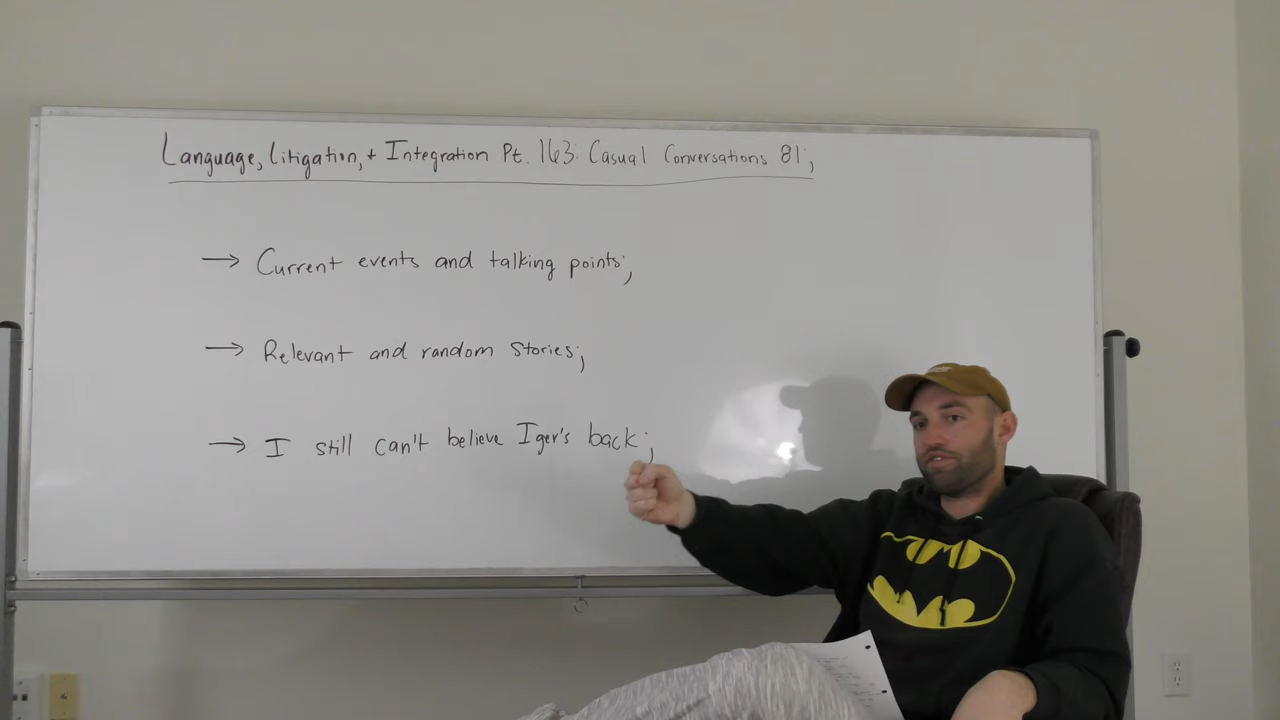 Language, Litigation, + Integration Pt. 163: Casual Conversations 81;
→ Current events and talking points;
→ Relevant and random stories;
→ I still can't believe Iger's back;